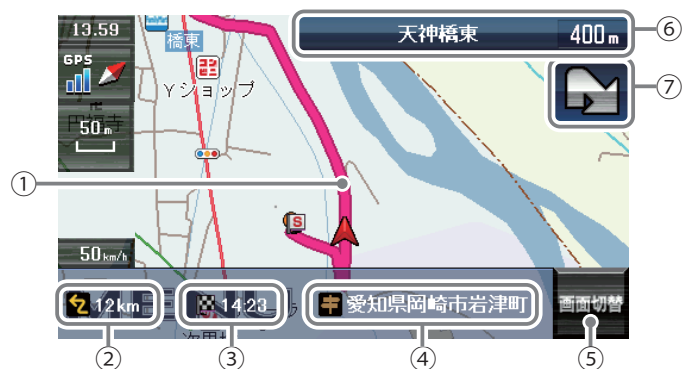 13.59
橋東
天神橋東 400m
⑥
GPS
Yショップ
⑦
円福寺
50m
①
S
50km/h
12km
14:23
愛知県岡崎市岩津町
画面切替
②
③
④
⑤